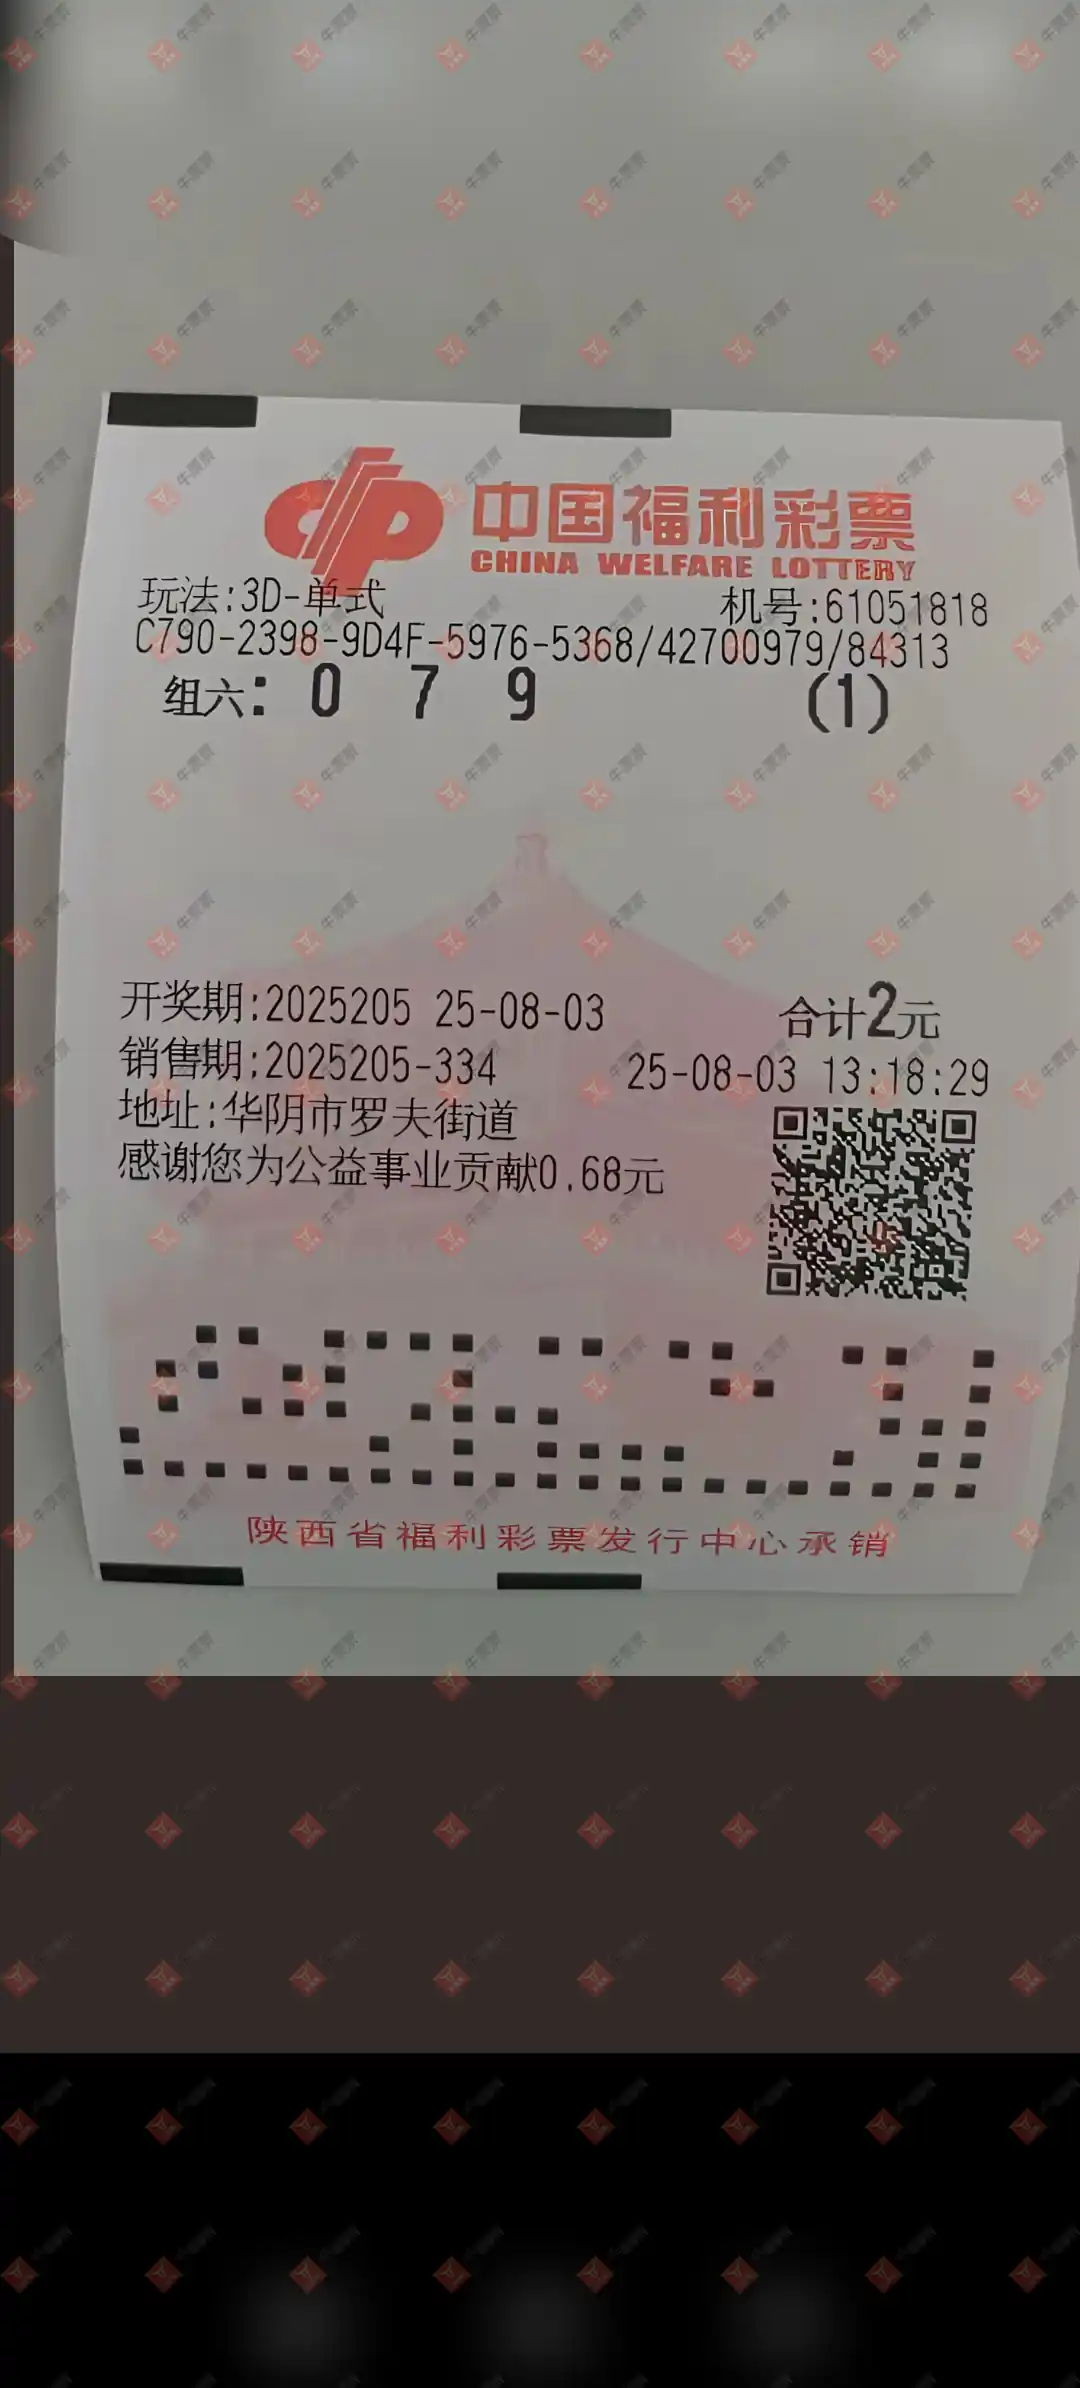 中国福利彩票
CHINA WELFARE LOTTERY
玩法:3D-单式 机号:61051818
C790-2398-9D4F-5976-5368/42700979/84313
组六: 0 7 9 (1)
开奖期:2025205 25-08-03 合计2元
销售期:2025205-334 25-08-03 13:18:29
地址:华阴市罗夫街道
感谢您为公益事业贡献0.68元
陕西省福利彩票发行中心承销